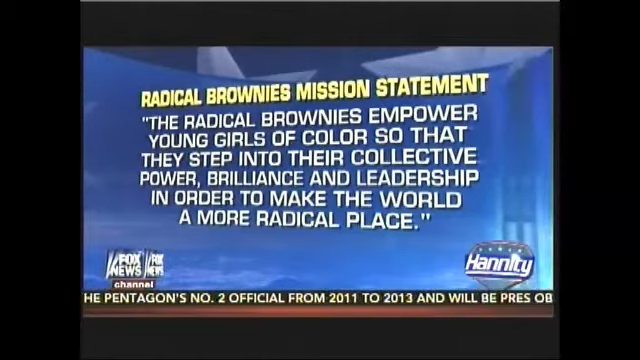 RADICAL BROWNIES MISSION STATEMENT
"THE RADICAL BROWNIES EMPOWER
YOUNG GIRLS OF COLOR SO THAT
THEY STEP INTO THEIR COLLECTIVE
POWER, BRILLIANCE AND LEADERSHIP
IN ORDER TO MAKE THE WORLD
A MORE RADICAL PLACE."
FOX NEWS
channel
FOX NEWS
Hannity
HE PENTAGON'S NO. 2 OFFICIAL FROM 2011 TO 2013 AND WILL BE PRES OB